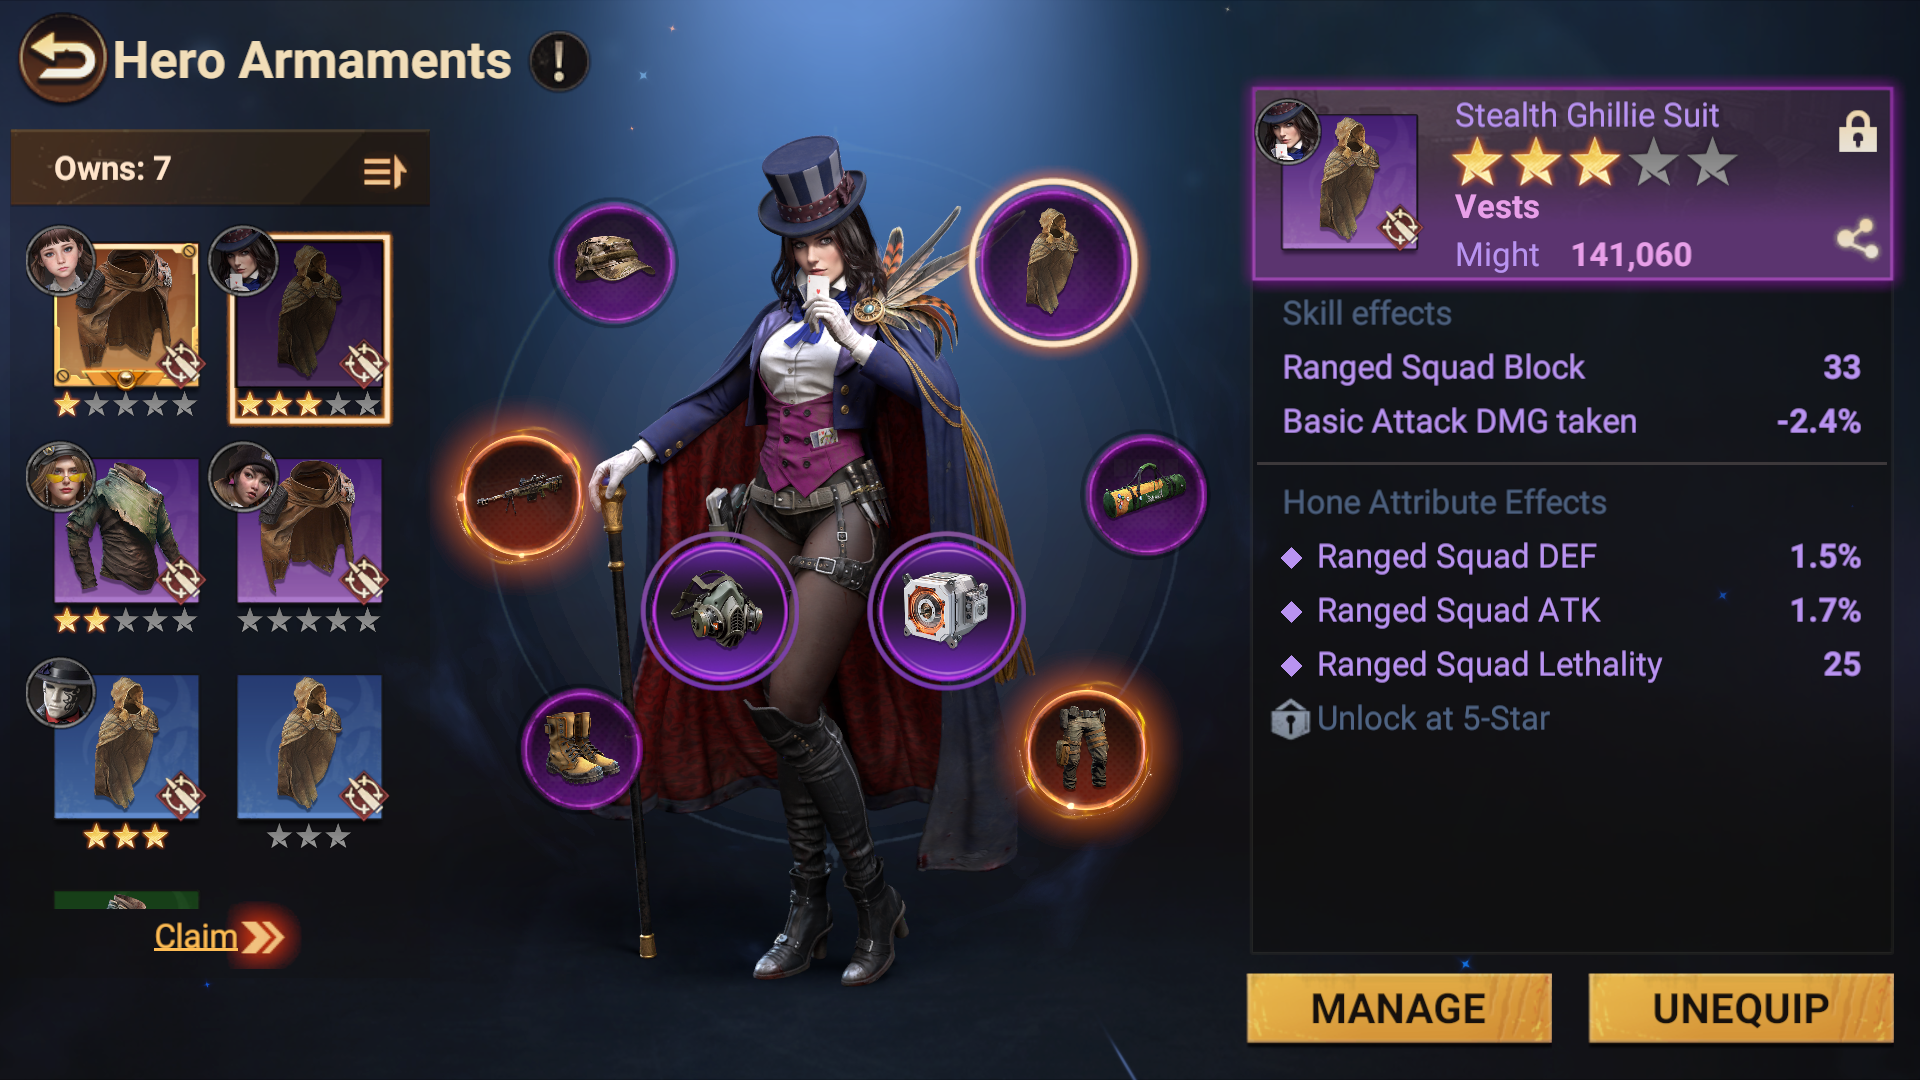 Hero Armaments
!
Owns: 7
Claim
Stealth Ghillie Suit
Vests
Might 141,060
Skill effects
Ranged Squad Block 33
Basic Attack DMG taken -2.4%
Hone Attribute Effects
Ranged Squad DEF 1.5%
Ranged Squad ATK 1.7%
Ranged Squad Lethality 25
Unlock at 5-Star
MANAGE
UNEQUIP